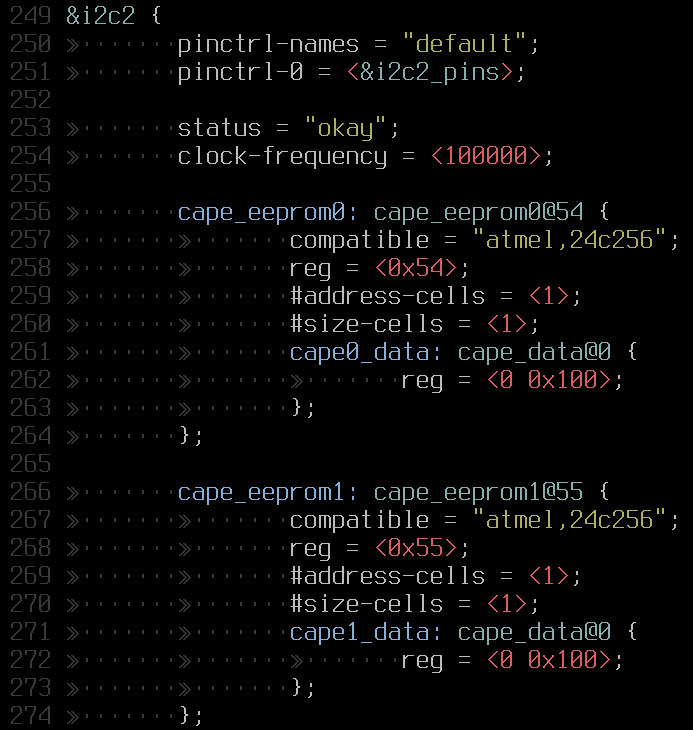 249 &i2c2 {
250 »·······pinctrl-names = "default";
251 »·······pinctrl-0 = <&i2c2_pins>;
252
253 »·······status = "okay";
254 »·······clock-frequency = <100000>;
255
256 »·······cape_eeprom0: cape_eeprom0@54 {
257 »·······»·······compatible = "atmel,24c256";
258 »·······»·······reg = <0x54>;
259 »·······»·······#address-cells = <1>;
260 »·······»·······#size-cells = <1>;
261 »·······»·······cape0_data: cape_data@0 {
262 »·······»·······»·······reg = <0 0x100>;
263 »·······»·······};
264 »·······};
265
266 »·······cape_eeprom1: cape_eeprom1@55 {
267 »·······»·······compatible = "atmel,24c256";
268 »·······»·······reg = <0x55>;
269 »·······»·······#address-cells = <1>;
270 »·······»·······#size-cells = <1>;
271 »·······»·······cape1_data: cape_data@0 {
272 »·······»·······»·······reg = <0 0x100>;
273 »·······»·······};
274 »·······};